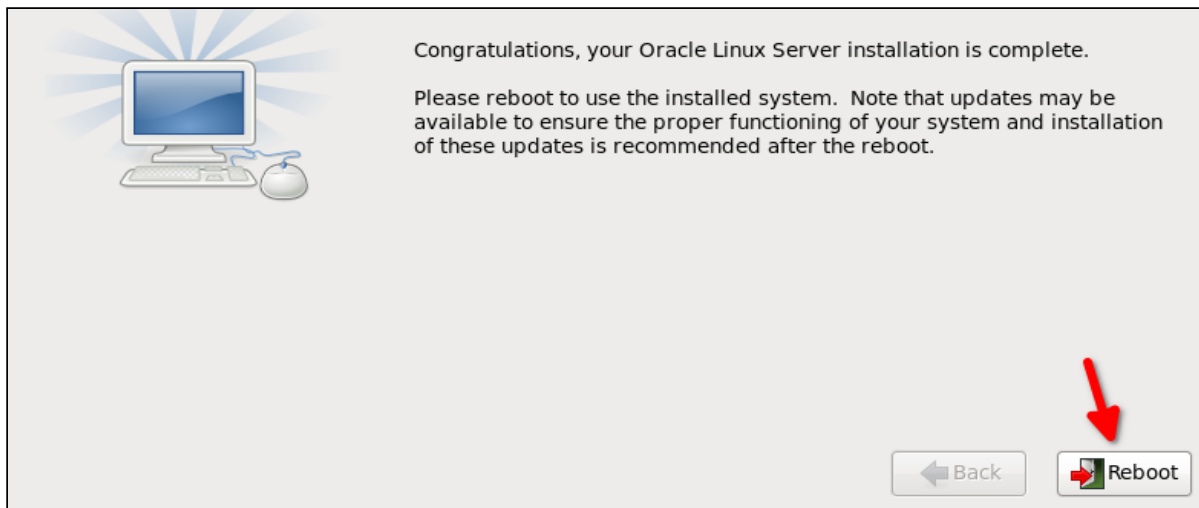 Congratulations, your Oracle Linux Server installation is complete.
Please reboot to use the installed system.  Note that updates may be
available to ensure the proper functioning of your system and installation
of these updates is recommended after the reboot.
Back
Reboot